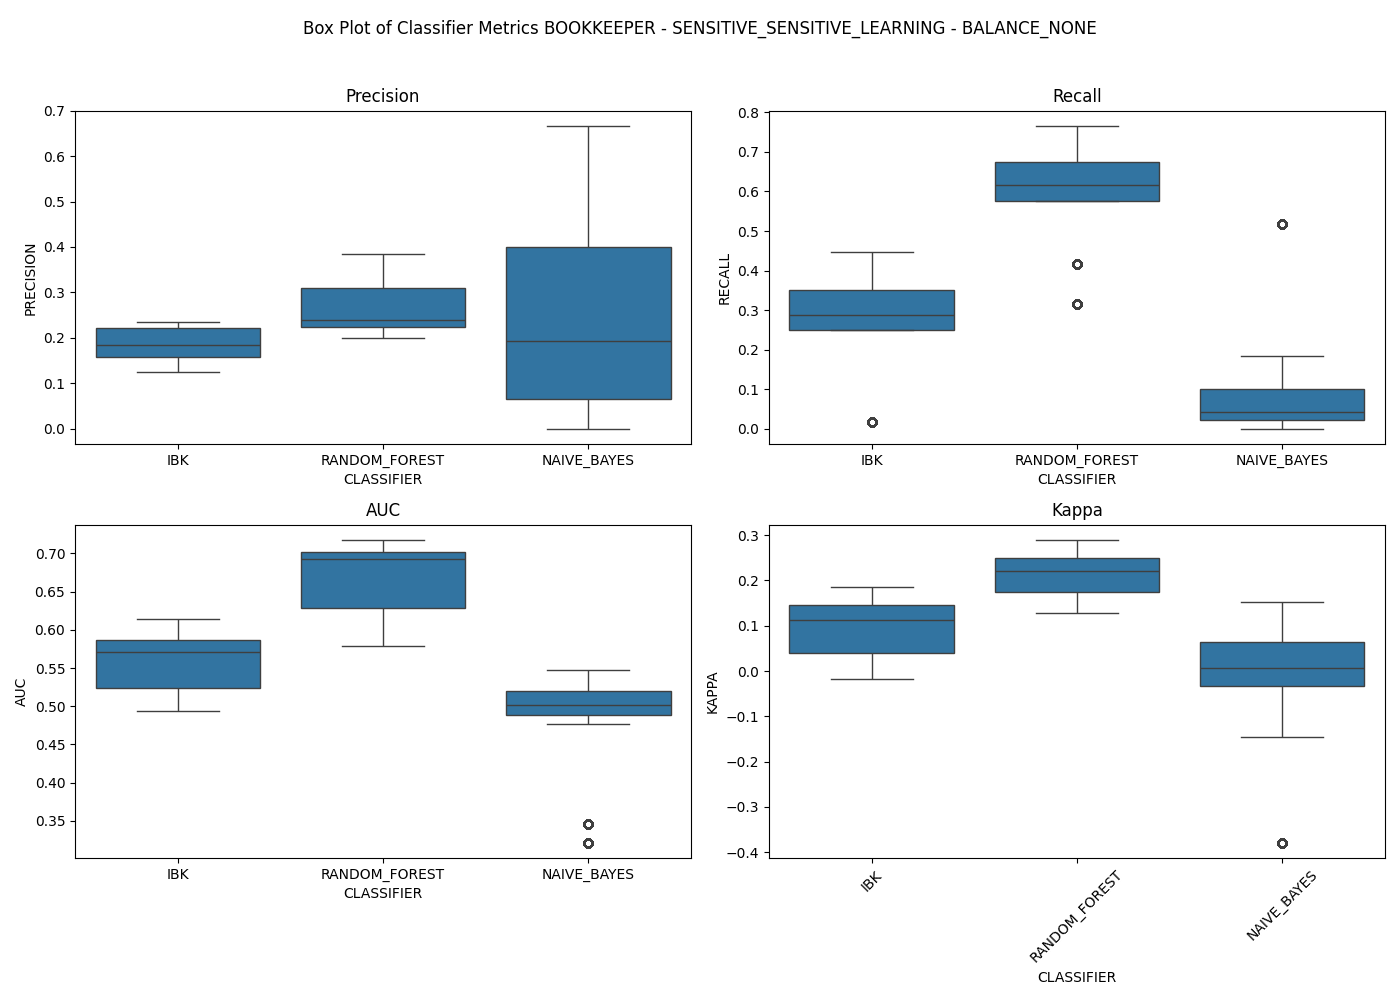 Box Plot of Classifier Metrics BOOKKEEPER - SENSITIVE_SENSITIVE_LEARNING - BALANCE_NONE
Precision
0.7
0.6
0.5
0.4
0.3
0.2
0.1
0.0
PRECISION
IBK RANDOM_FOREST NAIVE_BAYES
CLASSIFIER
Recall
0.8
0.7
0.6
0.5
0.4
0.3
0.2
0.1
0.0
RECALL
IBK RANDOM_FOREST NAIVE_BAYES
CLASSIFIER
AUC
0.70
0.65
0.60
0.55
0.50
0.45
0.40
0.35
AUC
IBK RANDOM_FOREST NAIVE_BAYES
CLASSIFIER
Kappa
0.3
0.2
0.1
0.0
−0.1
−0.2
−0.3
−0.4
KAPPA
IBK
RANDOM_FOREST
NAIVE_BAYES
CLASSIFIER